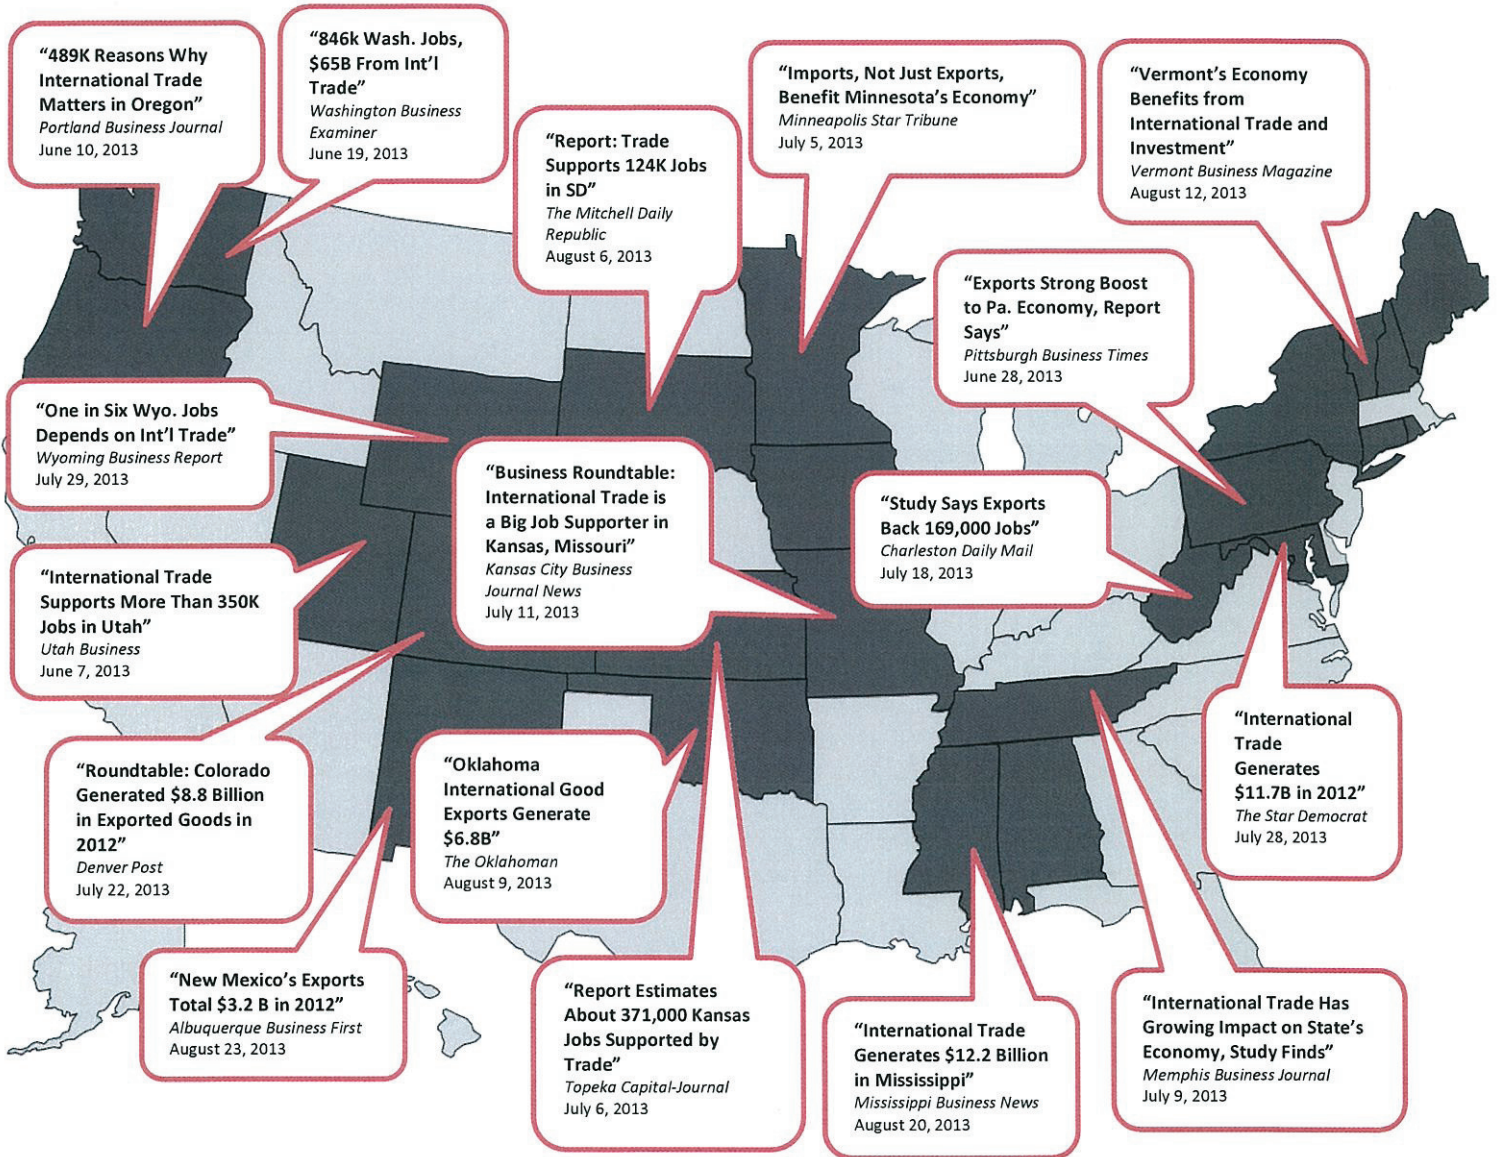 “489K Reasons Why
International Trade
Matters in Oregon”
Portland Business Journal
June 10, 2013
“846k Wash. Jobs,
$65B From Int’l
Trade”
Washington Business
Examiner
June 19, 2013
“Report: Trade
Supports 124K Jobs
in SD”
The Mitchell Daily
Republic
August 6, 2013
“Imports, Not Just Exports,
Benefit Minnesota’s Economy”
Minneapolis Star Tribune
July 5, 2013
“Vermont’s Economy
Benefits from
International Trade and
Investment”
Vermont Business Magazine
August 12, 2013
“Exports Strong Boost
to Pa. Economy, Report
Says”
Pittsburgh Business Times
June 28, 2013
“One in Six Wyo. Jobs
Depends on Int’l Trade”
Wyoming Business Report
July 29, 2013
“Business Roundtable:
International Trade is
a Big Job Supporter in
Kansas, Missouri”
Kansas City Business
Journal News
July 11, 2013
“Study Says Exports
Back 169,000 Jobs”
Charleston Daily Mail
July 18, 2013
“International Trade
Supports More Than 350K
Jobs in Utah”
Utah Business
June 7, 2013
“Roundtable: Colorado
Generated $8.8 Billion
in Exported Goods in
2012”
Denver Post
July 22, 2013
“Oklahoma
International Good
Exports Generate
$6.8B”
The Oklahoman
August 9, 2013
“International
Trade
Generates
$11.7B in 2012”
The Star Democrat
July 28, 2013
“New Mexico’s Exports
Total $3.2 B in 2012”
Albuquerque Business First
August 23, 2013
“Report Estimates
About 371,000 Kansas
Jobs Supported by
Trade”
Topeka Capital-Journal
July 6, 2013
“International Trade
Generates $12.2 Billion
in Mississippi”
Mississippi Business News
August 20, 2013
“International Trade Has
Growing Impact on State’s
Economy, Study Finds”
Memphis Business Journal
July 9, 2013